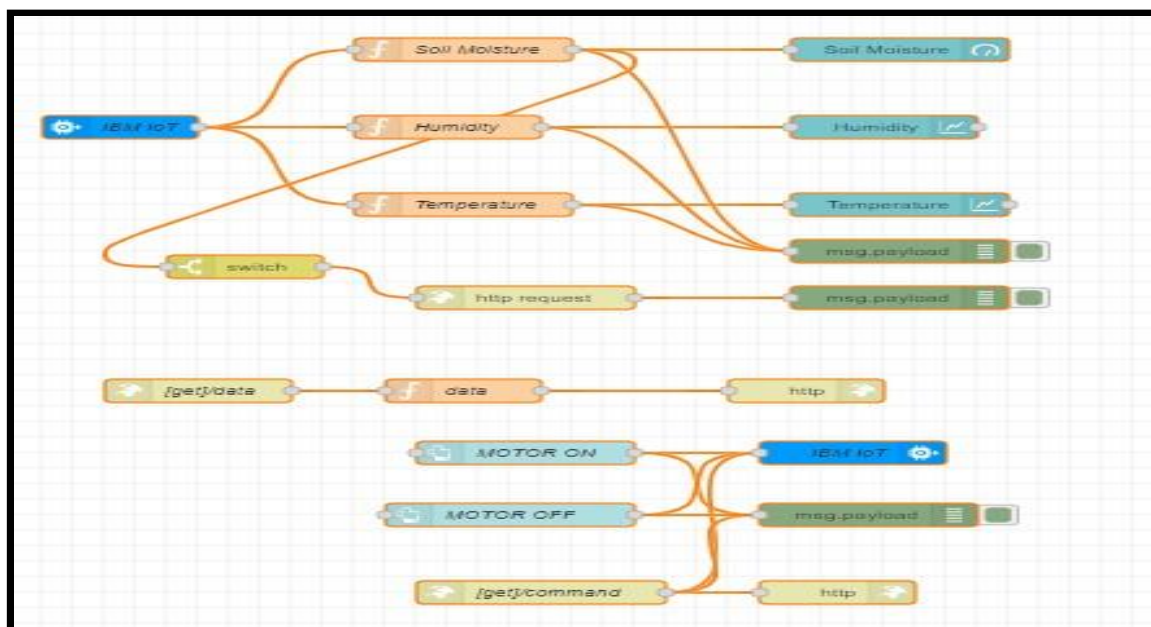 Soil Moisture
Soil Moisture
IBM IoT
Humidity
Humidity
Temperature
Temperature
msg.payload
switch
http request
msg.payload
[get]/data
data
http
MOTOR ON
IBM IoT
MOTOR OFF
msg.payload
[get]/command
http